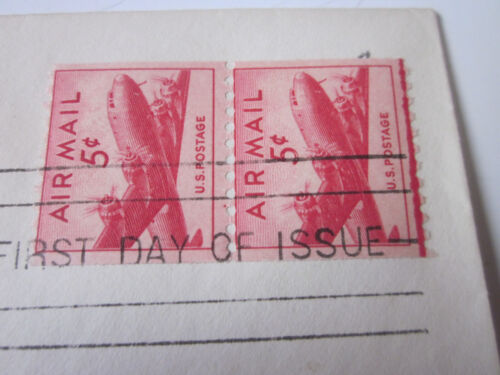 AIR MAIL
5¢
U.S. POSTAGE
AIR MAIL
5¢
U.S. POSTAGE
FIRST DAY OF ISSUE